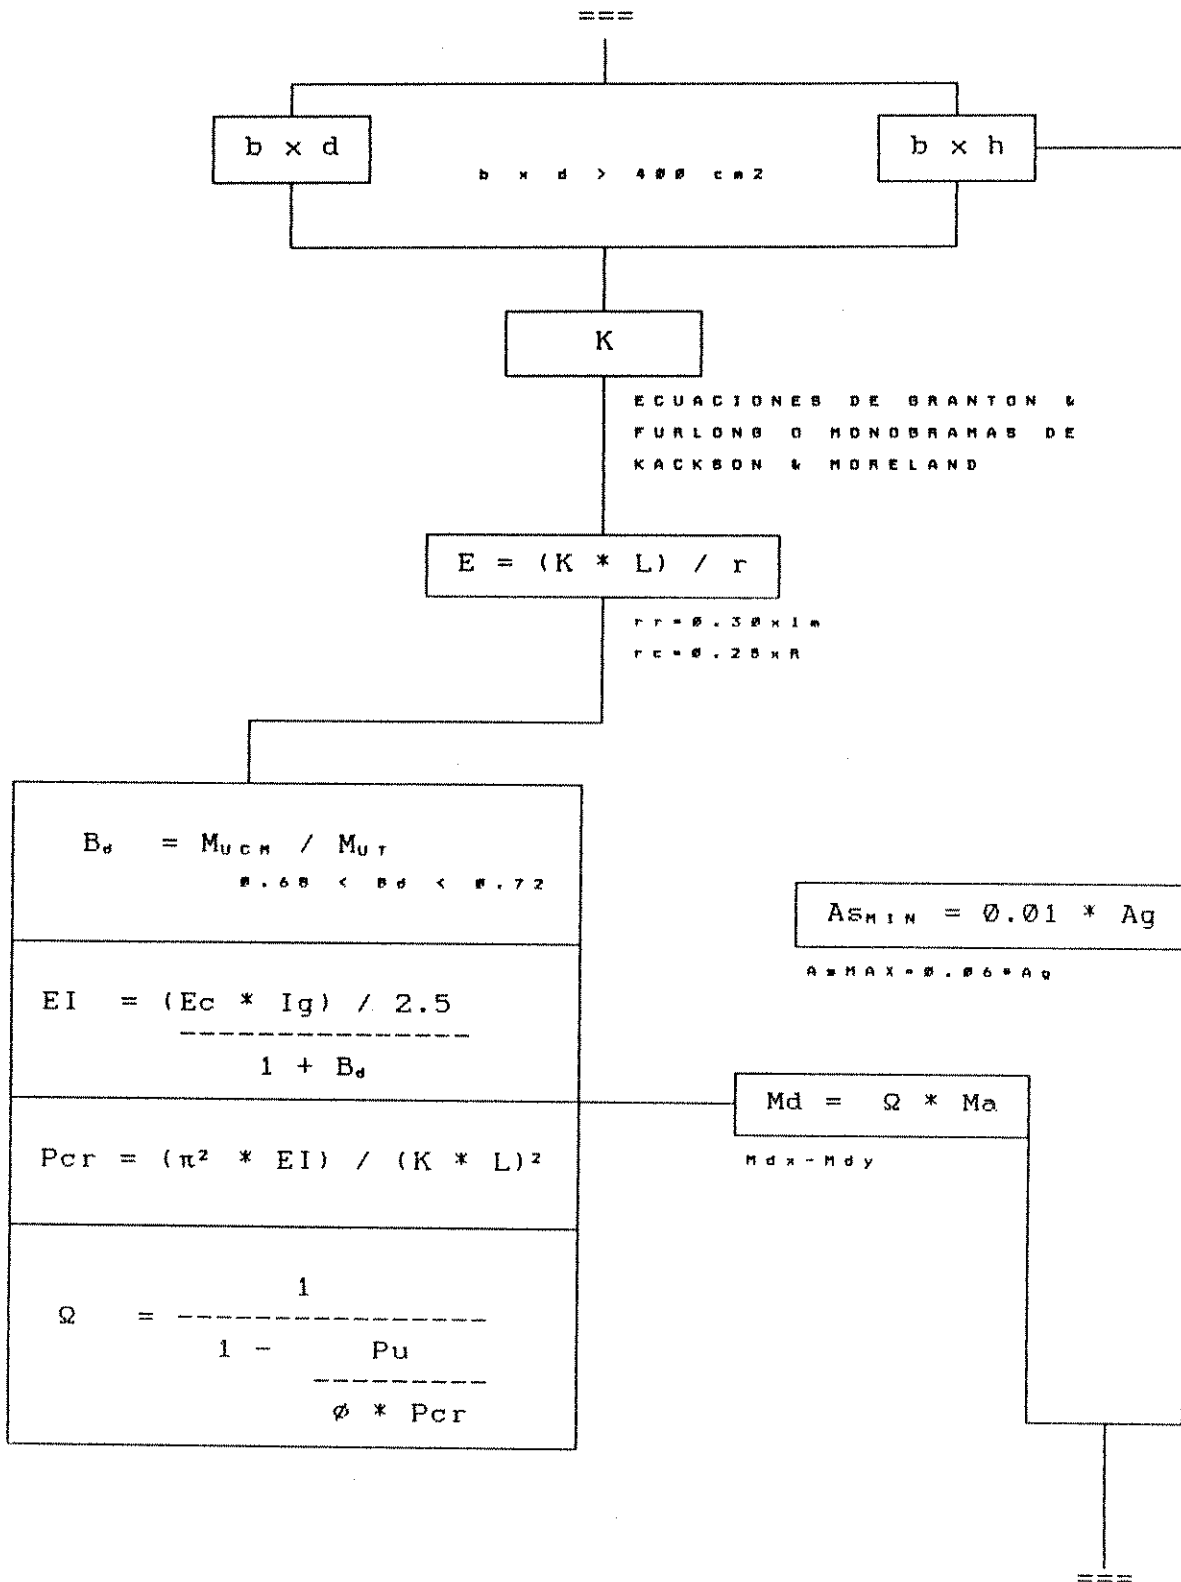 ===
b x d
b x h
b x d > 400 cm2
K
ECUACIONES DE GRANTON &
FURLONG O MONOGRAMAS DE
KACKSON & MORELAND
E = (K * L) / r
rr=0.30xlm
rc=0.25xR
Bd = MUCM / MUT
0.68 < Bd < 0.72
AsMIN = 0.01 * Ag
AsMAX=0.06*Ag
EI = (Ec * Ig) / 2.5
---------------
1 + Bd
Md = Ω * Ma
Mdx-Mdy
Pcr = (π² * EI) / (K * L)²
1
Ω = ----------------
1 - Pu
---------
ø * Pcr
===